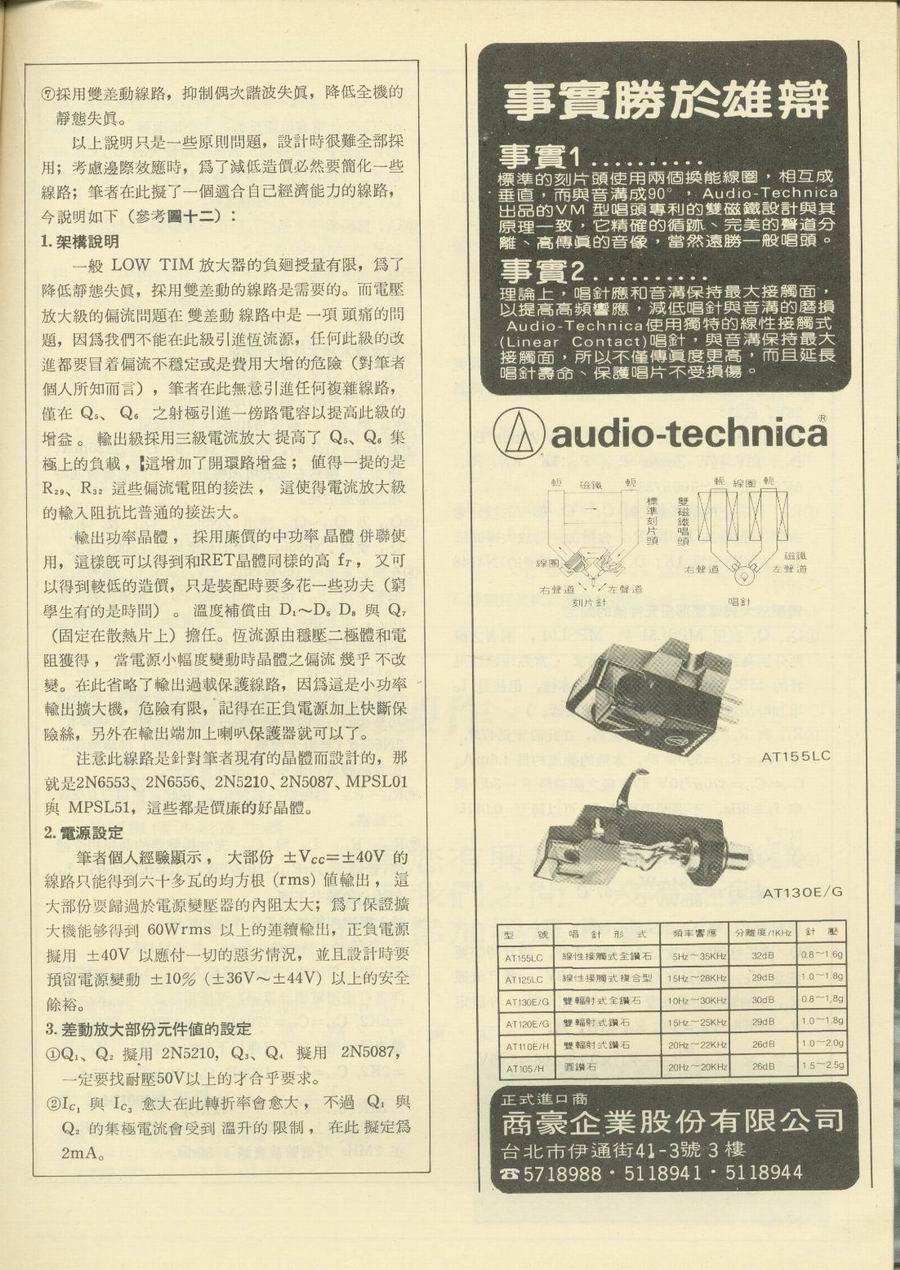 ⑦採用雙差動線路，抑制偶次諧波失眞，降低全機的
靜態失眞。
以上說明只是一些原則問題，設計時很難全部採
用；考慮邊際效應時，爲了減低造價必然要簡化一些
線路；筆者在此擬了一個適合自己經濟能力的線路，
今說明如下（參考圖十二）：
1.架構說明
一般 LOW TIM 放大器的負廻授量有限，爲了
降低靜態失眞，採用雙差動的線路是需要的。而電壓
放大級的偏流問題在雙差動線路中是一項頭痛的問
題，因爲我們不能在此級引進恆流源，任何此級的改
進都要冒着偏流不穩定或是費用大增的危險（對筆者
個人所知而言），筆者在此無意引進任何複雜線路，
僅在 Q₅、Q₆ 之射極引進一傍路電容以提高此級的
增益。輸出級採用三級電流放大提高了 Q₅、Q₆ 集
極上的負載，這增加了開環路增益；値得一提的是
R₂₉、R₃₂ 這些偏流電阻的接法，這使得電流放大級
的輸入阻抗比普通的接法大。
輸出功率晶體，採用廉價的中功率晶體併聯使
用，這樣旣可以得到和RET晶體同樣的高 fT，又可
以得到較低的造價，只是裝配時要多花一些功夫（窮
學生有的是時間）。溫度補償由 D₁～D₅ D₈ 與 Q₇
（固定在散熱片上）擔任。恆流源由穩壓二極體和電
阻獲得，當電源小幅度變動時晶體之偏流幾乎不改
變。在此省略了輸出過載保護線路，因爲這是小功率
輸出擴大機，危險有限，記得在正負電源加上快斷保
險絲，另外在輸出端加上喇叭保護器就可以了。
注意此線路是針對筆者現有的晶體而設計的，那
就是2N6553、2N6556、2N5210、2N5087、MPSL01
與 MPSL51，這些都是價廉的好晶體。
2.電源設定
筆者個人經驗顯示，大部份 ±Vcc=±40V 的
線路只能得到六十多瓦的均方根 (rms) 値輸出，這
大部份要歸過於電源變壓器的內阻太大；爲了保證擴
大機能够得到 60Wrms 以上的連續輸出，正負電源
擬用 ±40V 以應付一切的惡劣情況，並且設計時要
預留電源變動 ±10% (±36V～±44V) 以上的安全
餘裕。
3.差動放大部份元件値的設定
①Q₁、Q₂ 擬用 2N5210，Q₃、Q₄ 擬用 2N5087，
一定要找耐壓50V以上的才合乎要求。
②Ic₁ 與 Ic₃ 愈大在此轉折率會愈大，不過 Q₁ 與
Q₂ 的集極電流會受到溫升的限制，在此擬定爲
2mA。
事實勝於雄辯
事實1..........
標準的刻片頭使用兩個換能線圈，相互成
垂直，而與音溝成90°，Audio-Technica
出品的VM 型唱頭專利的雙磁鐵設計與其
原理一致，它精確的循跡、完美的聲道分
離、高傳眞的音像，當然遠勝一般唱頭。
事實2..........
理論上，唱針應和音溝保持最大接觸面，
以提高高頻響應，減低唱針與音溝的磨損
Audio-Technica使用獨特的線性接觸式
(Linear Contact)唱針，與音溝保持最大
接觸面，所以不僅傳眞度更高，而且延長
唱針壽命、保護唱片不受損傷。
audio-technica®
軛 磁鐵 軛
標準刻片頭
線圈
右聲道 左聲道
刻片針
雙磁鐵唱頭
軛 線圈 軛
磁鐵
右聲道 左聲道
唱針
AT155LC
AT130E/G
型 號 唱針形式 頻率響應 分離度/1KHz 針壓
AT155LC 線性接觸式全鑽石 5Hz～35KHz 32dB 0.8～1.6g
AT125LC 線性接觸式複合型 15Hz～28KHz 29dB 1.0～1.8g
AT130E/G 雙輻射式全鑽石 10Hz～30KHz 30dB 0.8～1.8g
AT120E/G 雙輻射式鑽石 15Hz～25KHz 29dB 1.0～1.8g
AT110E/H 雙輻射式鑽石 20Hz～22KHz 26dB 1.0～2.0g
AT105/H 圓鑽石 20Hz～20KHz 26dB 1.5～2.5g
正式進口商
商豪企業股份有限公司
台北市伊通街41-3號3樓
☎5718988·5118941·5118944